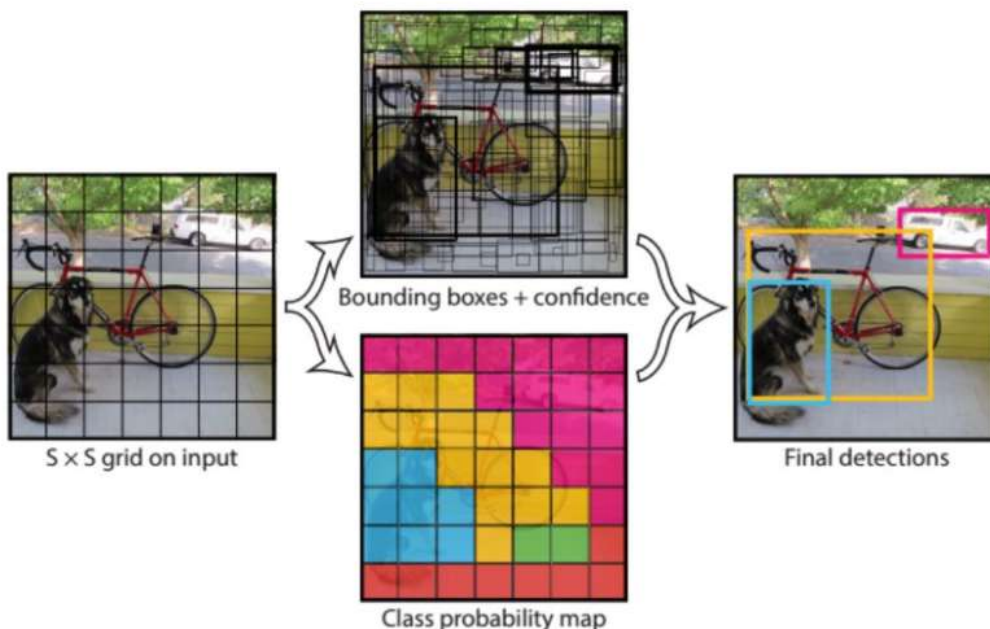 Bounding boxes + confidence
S × S grid on input
Final detections
Class probability map